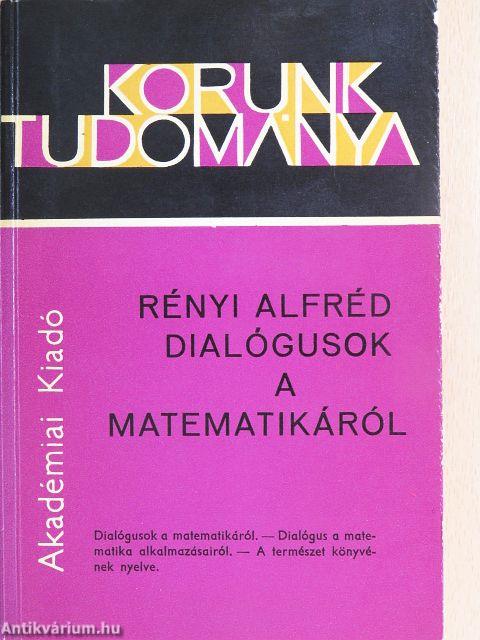 KORUNK
TUDOMÁNYA
RÉNYI ALFRÉD
DIALÓGUSOK
A
MATEMATIKÁRÓL
Akadémiai Kiadó
Dialógusok a matematikáról. — Dialógus a mate-
matika alkalmazásairól. — A természet könyvé-
nek nyelve.
Antikvárium.hu